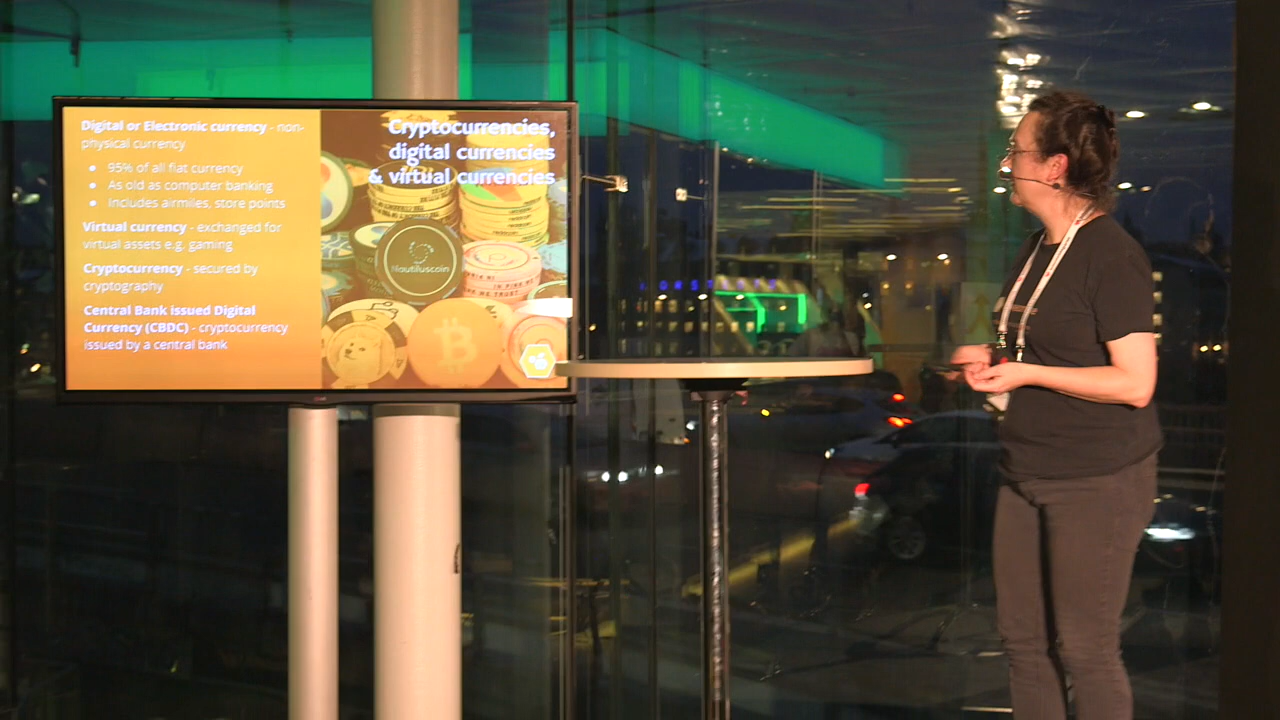 Digital or Electronic currency - non-
physical currency
● 95% of all fiat currency
● As old as computer banking
● Includes airmiles, store points
Virtual currency - exchanged for
virtual assets e.g. gaming
Cryptocurrency - secured by
cryptography
Central Bank issued Digital
Currency (CBDC) - cryptocurrency
issued by a central bank
Cryptocurrencies,
digital currencies
& virtual currencies
Nautiluscoin